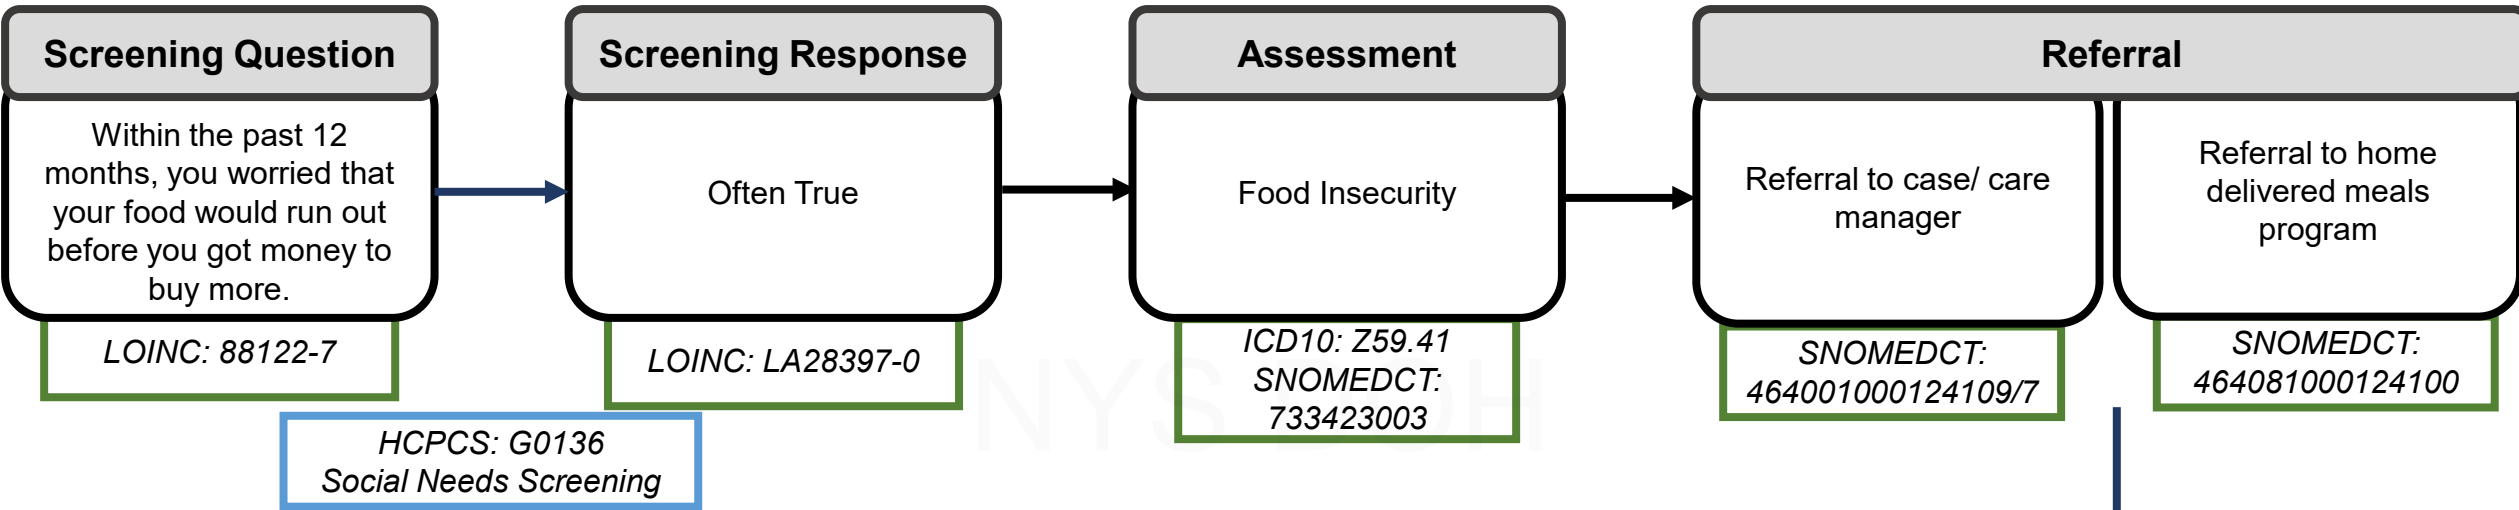 Screening Question
Within the past 12
months, you worried that
your food would run out
before you got money to
buy more.
LOINC: 88122-7
Screening Response
Often True
LOINC: LA28397-0
HCPCS: G0136
Social Needs Screening
Assessment
Food Insecurity
ICD10: Z59.41
SNOMEDCT:
733423003
Referral
Referral to case/ care
manager
SNOMEDCT:
464001000124109/7
Referral to home
delivered meals
program
SNOMEDCT:
464081000124100
NYS DOH